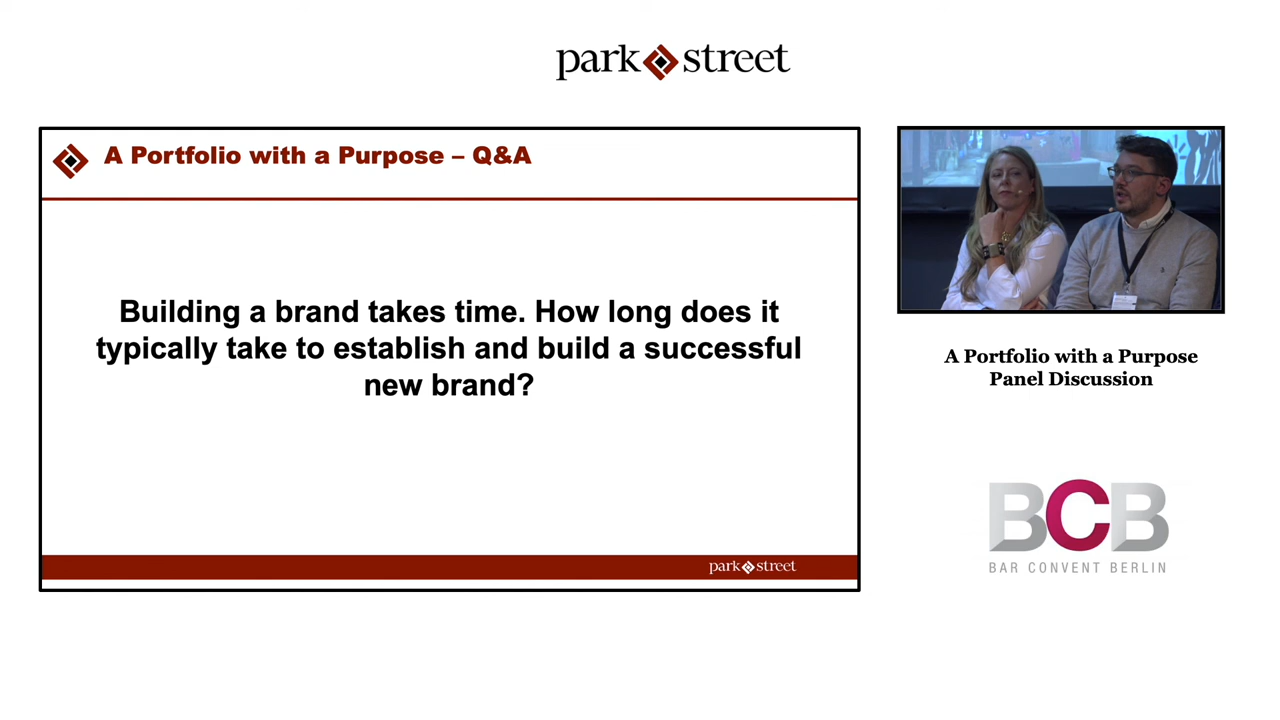 park street
A Portfolio with a Purpose – Q&A
Building a brand takes time. How long does it
typically take to establish and build a successful
new brand?
park street
A Portfolio with a Purpose
Panel Discussion
BCB
BAR CONVENT BERLIN